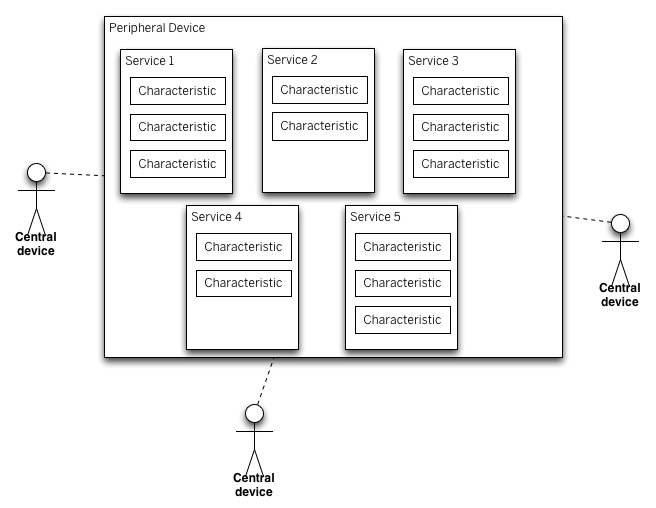 Peripheral Device
Service 1
Characteristic
Characteristic
Characteristic
Service 2
Characteristic
Characteristic
Service 3
Characteristic
Characteristic
Characteristic
Service 4
Characteristic
Characteristic
Service 5
Characteristic
Characteristic
Characteristic
Central
device
Central
device
Central
device